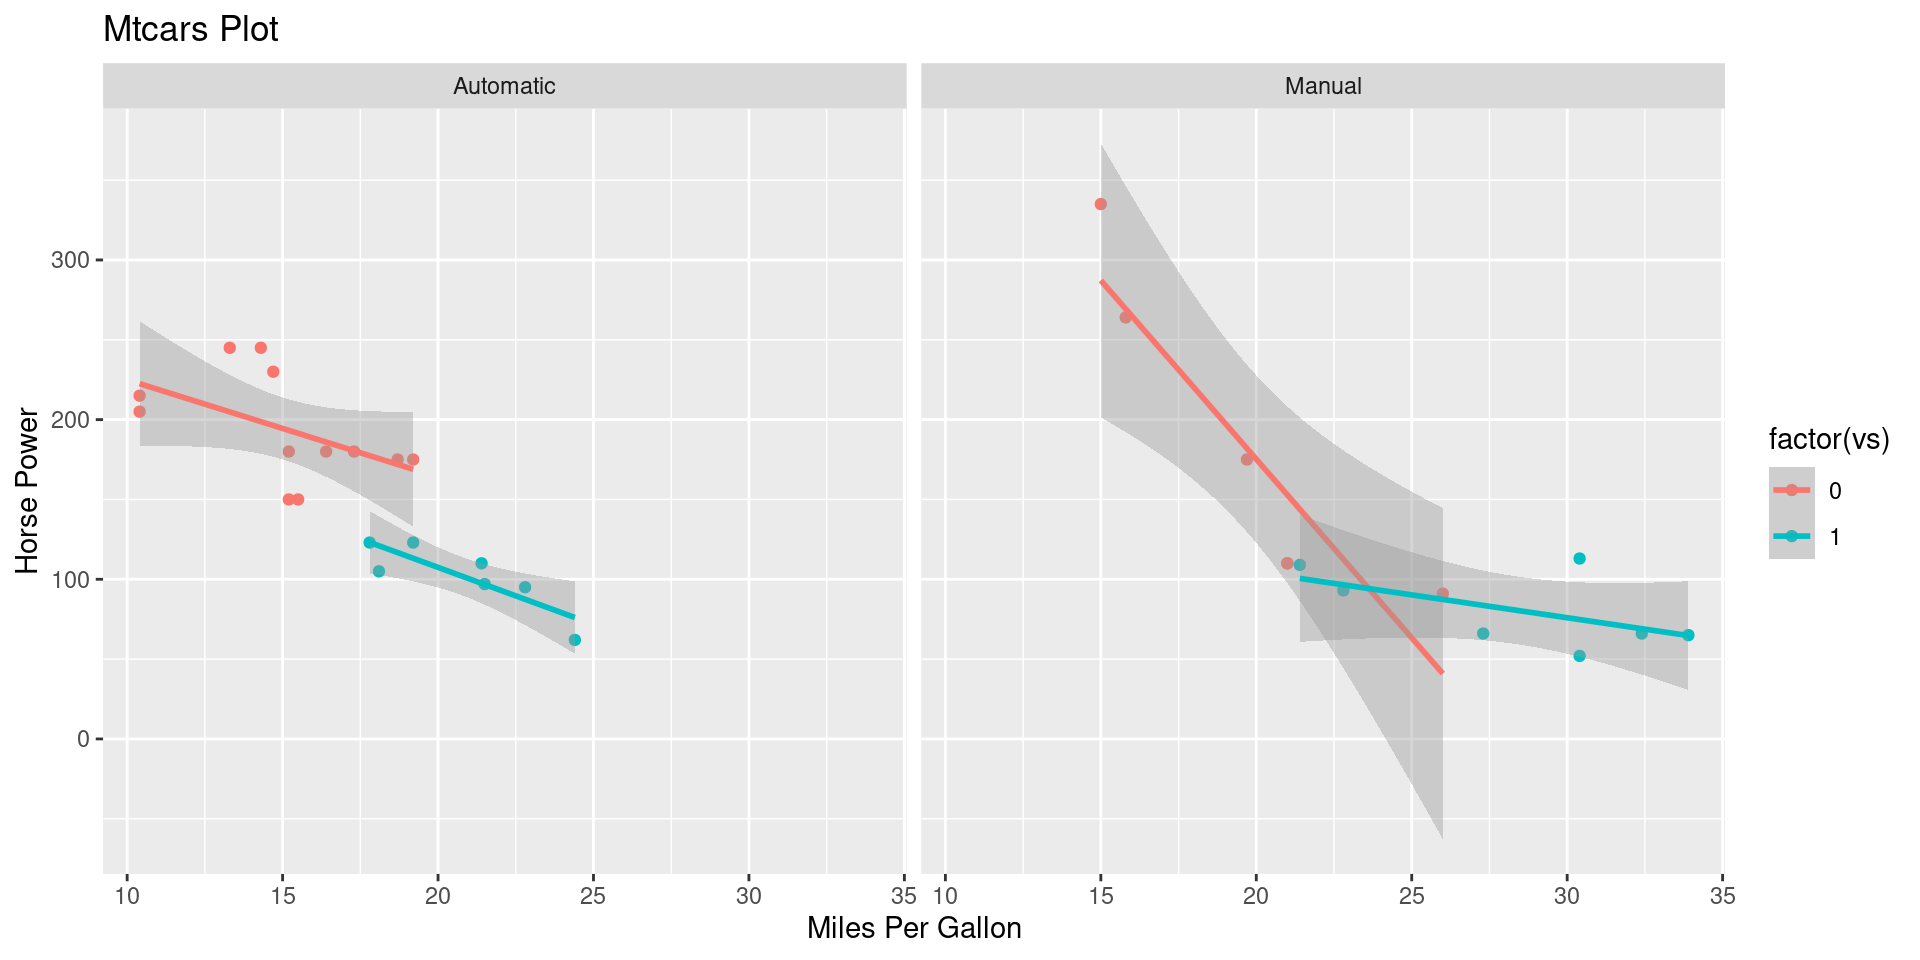 Mtcars Plot
Automatic Manual
300
200
100
0
Horse Power
10 15 20 25 30 35 10 15 20 25 30 35
Miles Per Gallon
factor(vs)
0
1